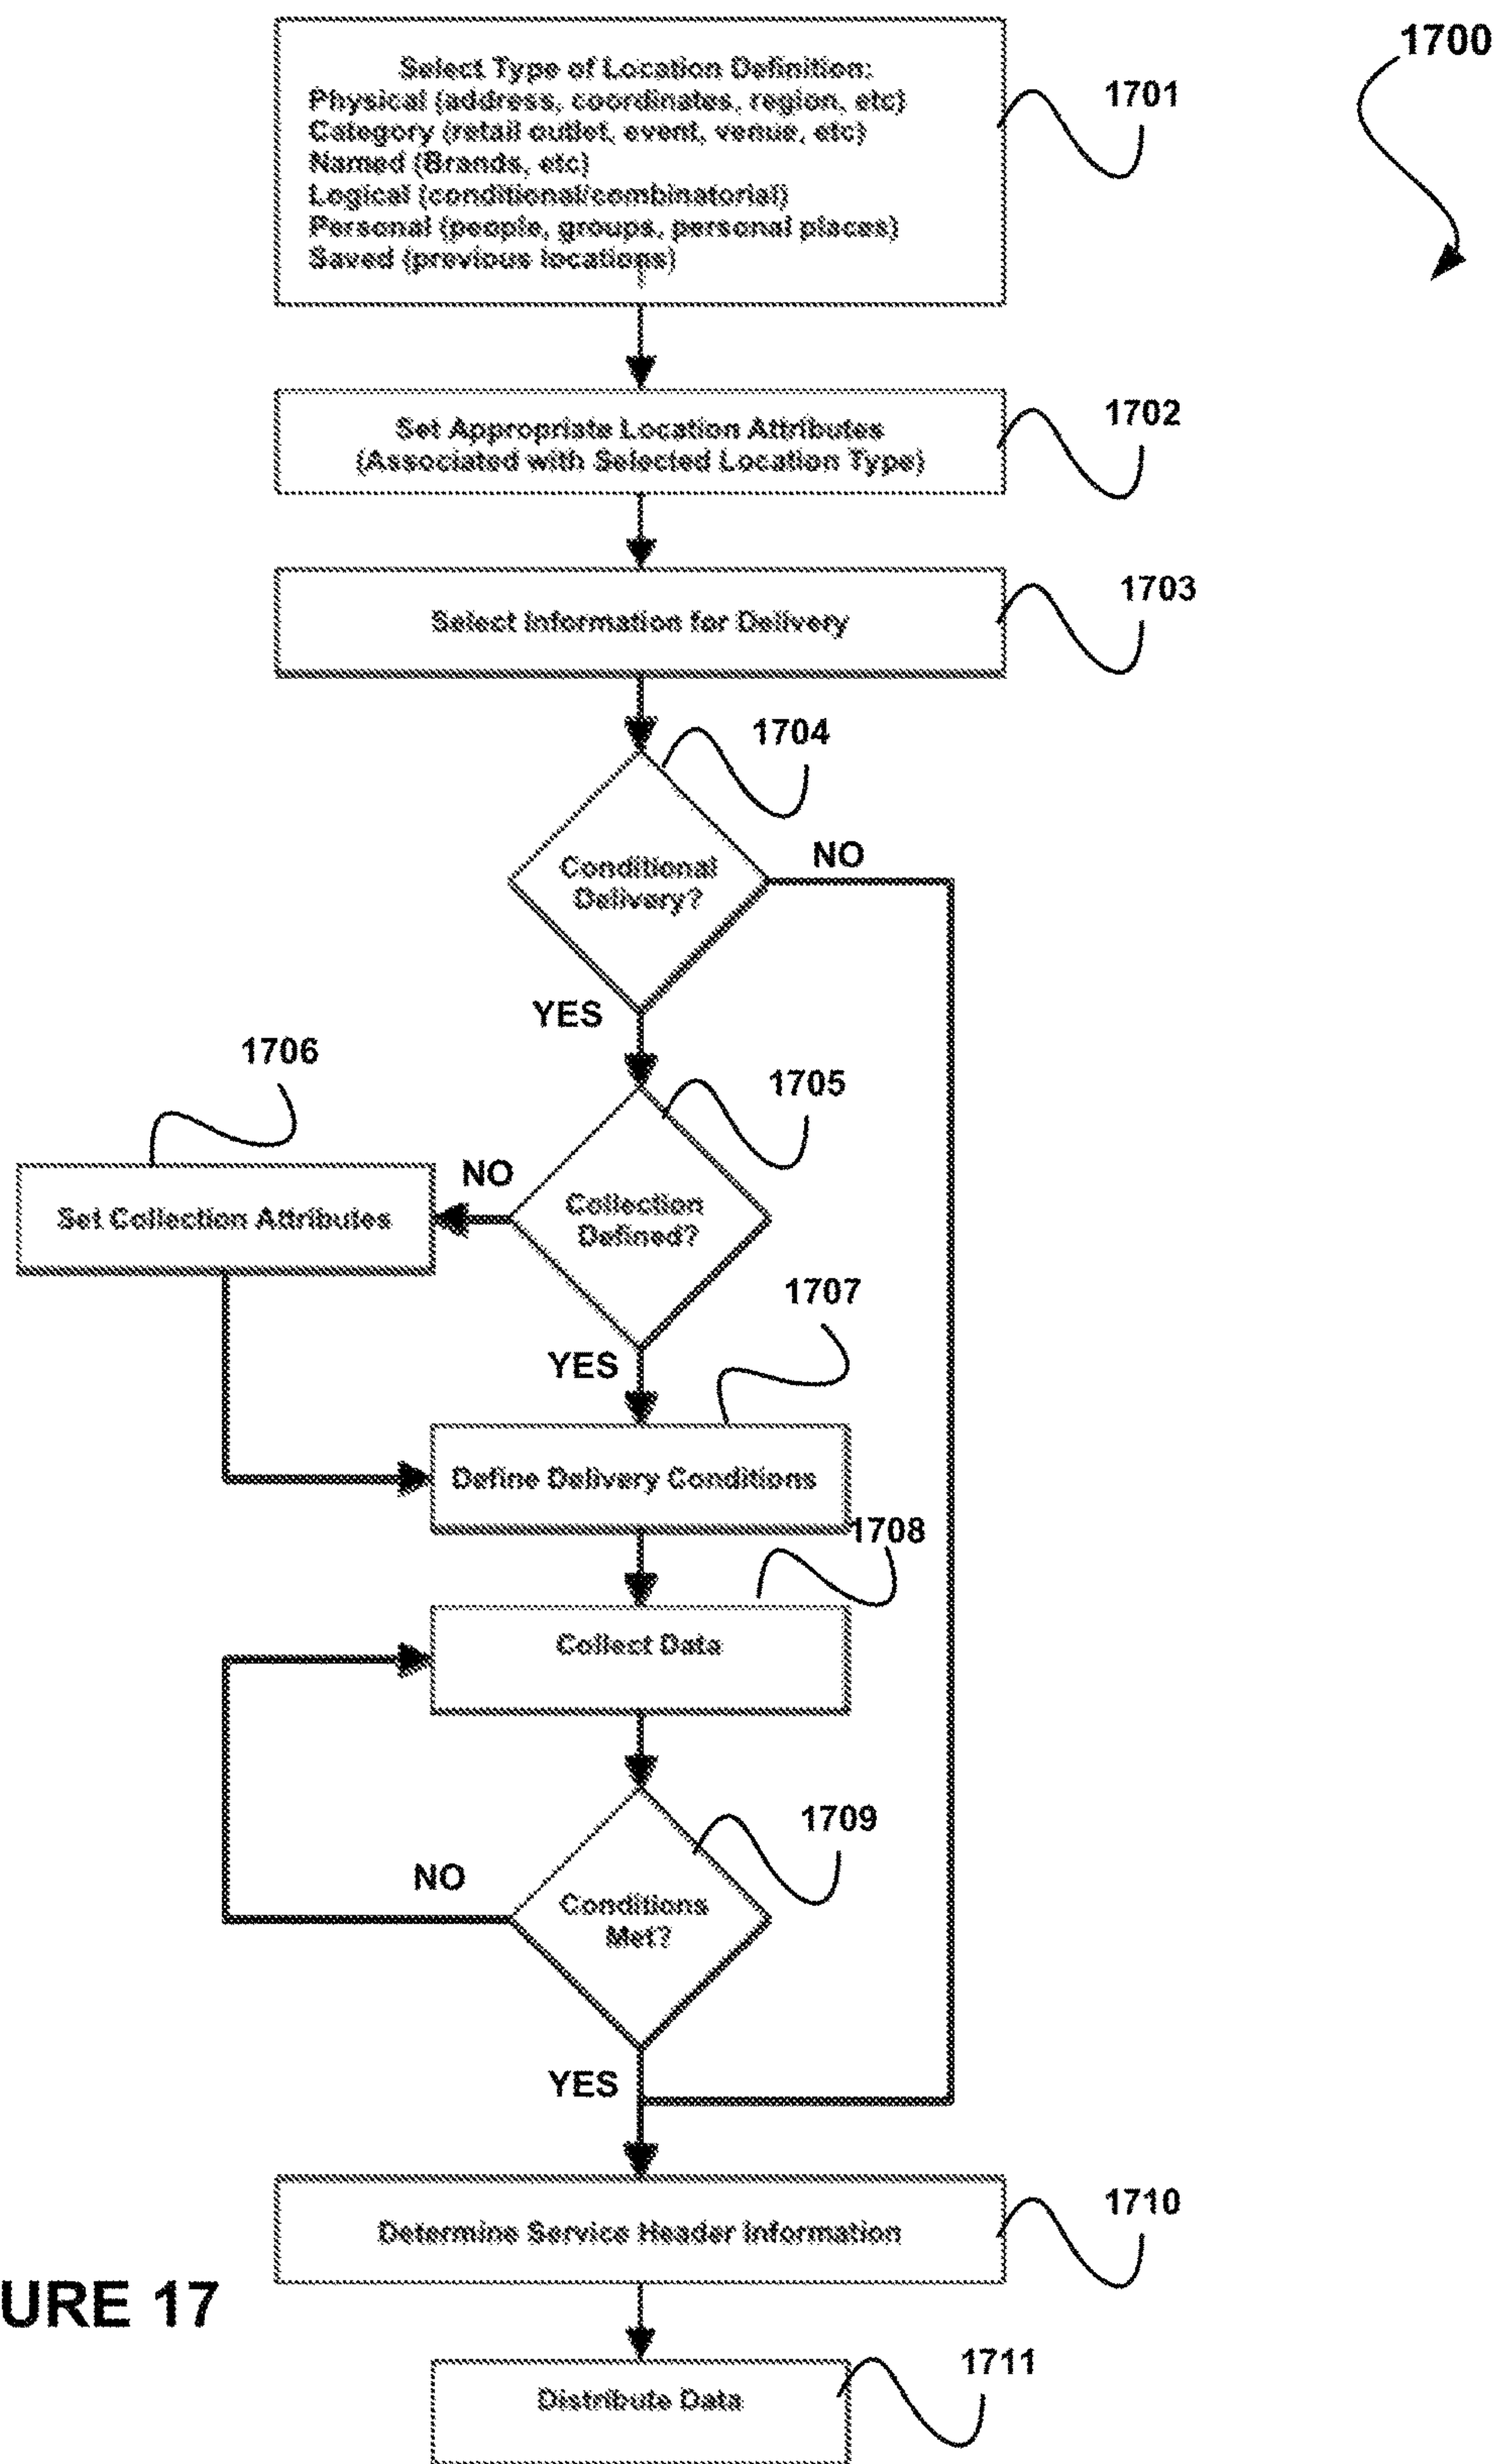 1700
Select Type of Location Definition:
Physical (address, coordinates, region, etc)
Category (retail outlet, event, venue, etc)
Named (Brands, etc)
Logical (conditional/combinatorial)
Personal (people, groups, personal places)
Saved (previous locations)
1701
Set Appropriate Location Attributes
(Associated with Selected Location Type)
1702
Select Information for Delivery
1703
1704
Conditional
Delivery?
NO
YES
1706
1705
NO
Set Collection Attributes
Collection
Defined?
1707
YES
Define Delivery Conditions
1708
Collect Data
1709
NO
Conditions
Met?
YES
Determine Service Header Information
1710
URE 17
1711
Distribute Data